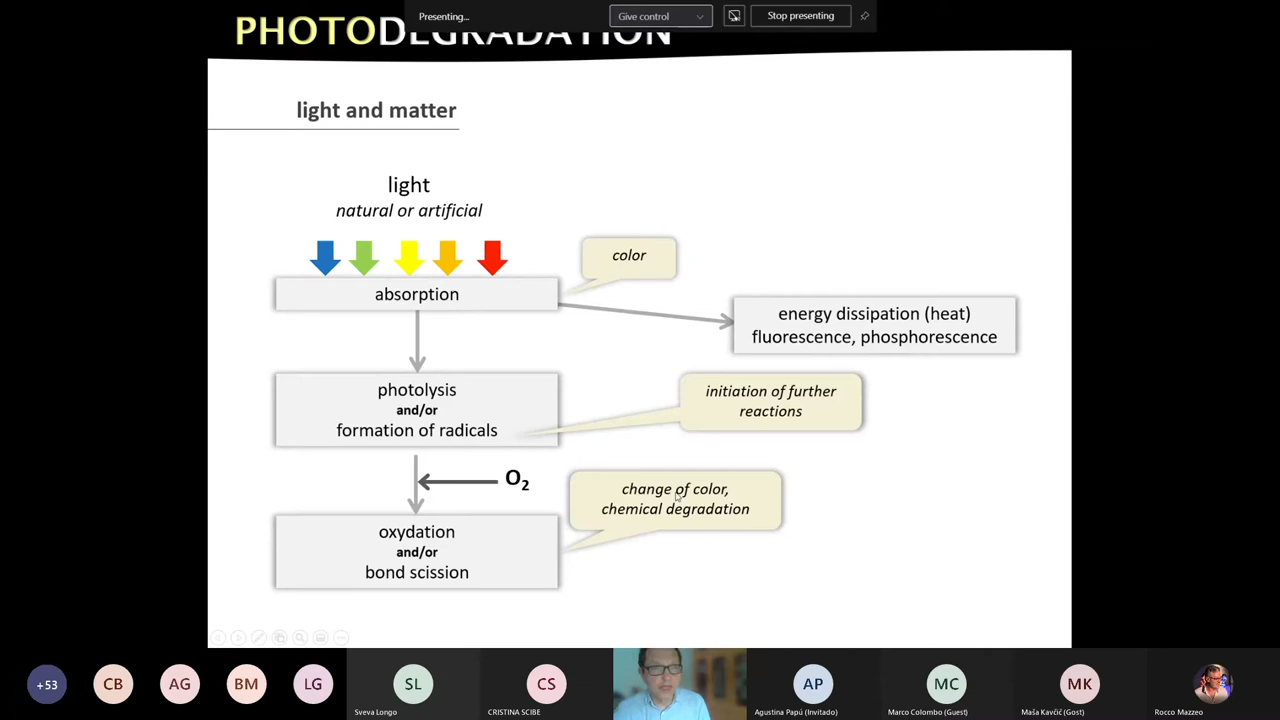 Presenting...
Give control
Stop presenting
PHOTODEGRADATION
light and matter
light
natural or artificial
color
absorption
energy dissipation (heat)
fluorescence, phosphorescence
photolysis
and/or
formation of radicals
initiation of further
reactions
O₂
change of color,
chemical degradation
oxydation
and/or
bond scission
+53
CB
AG
BM
LG
SL
Sveva Longo
CS
CRISTINA SCIBE
AP
Agustina Papú (Invitado)
MC
Marco Colombo (Guest)
MK
Maša Kavčič (Gost)
Rocco Mazzeo